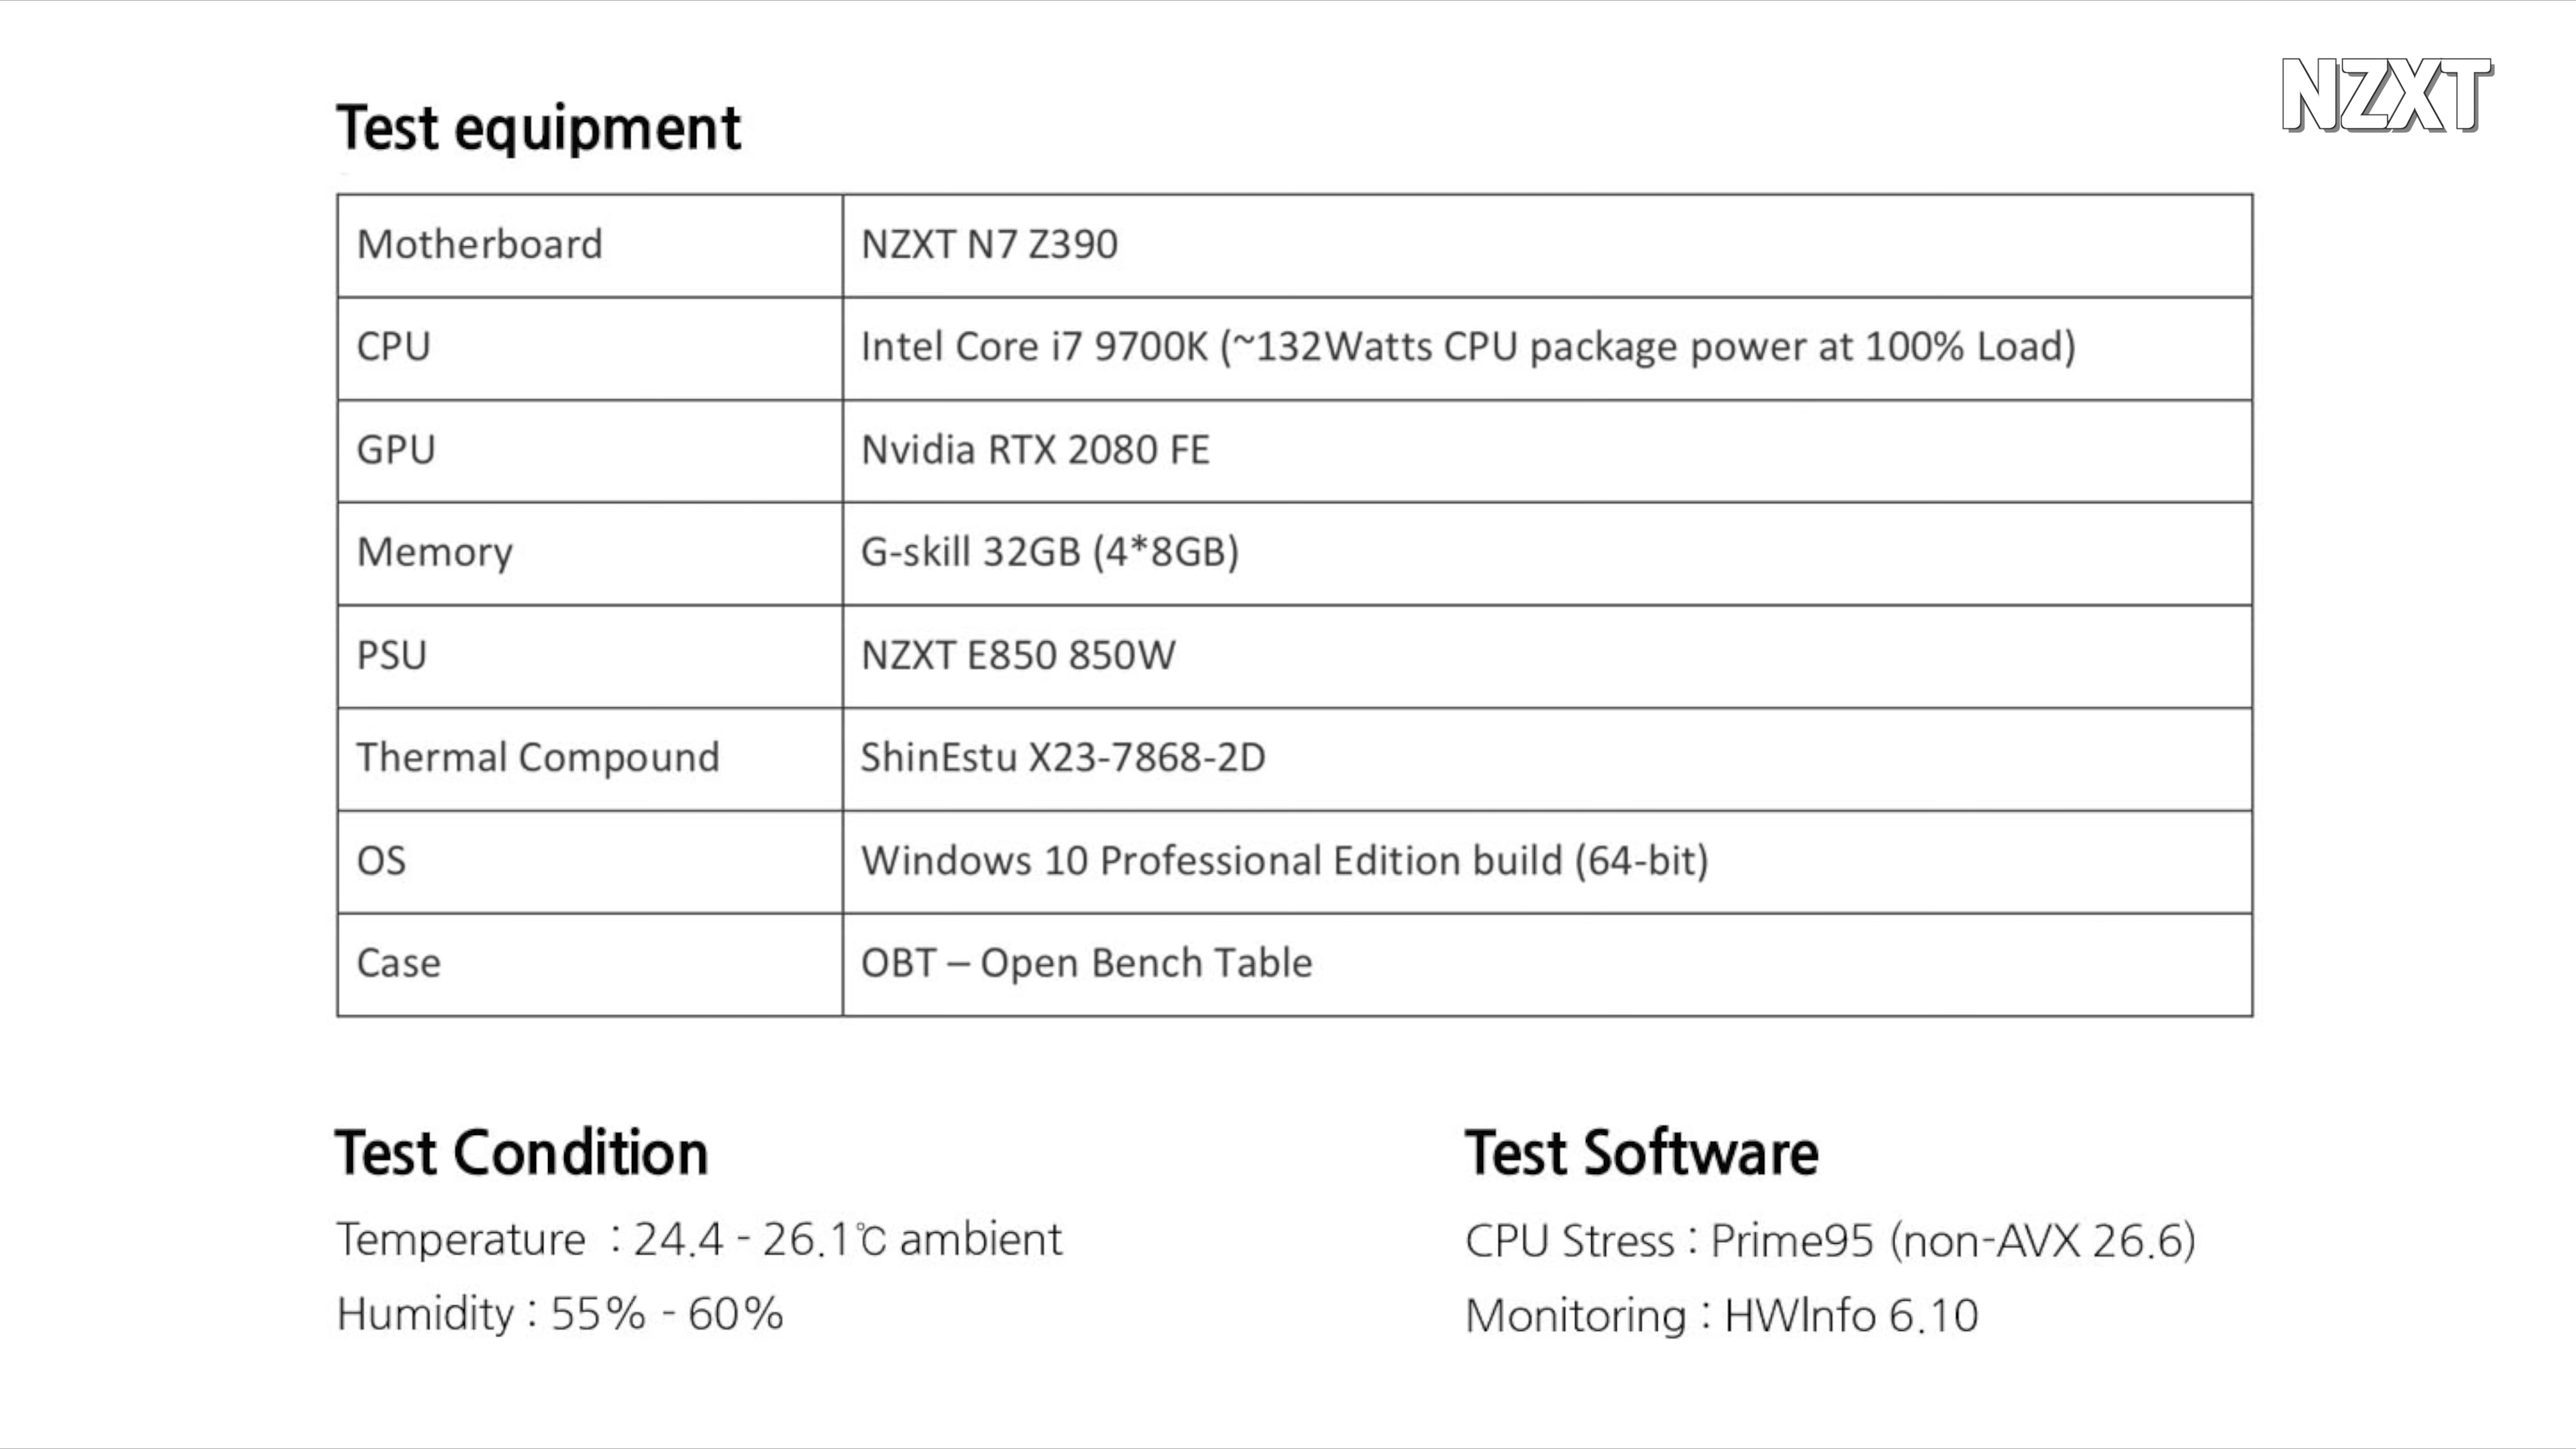 NZXT
Test equipment
Motherboard NZXT N7 Z390
CPU Intel Core i7 9700K (~132Watts CPU package power at 100% Load)
GPU Nvidia RTX 2080 FE
Memory G-skill 32GB (4*8GB)
PSU NZXT E850 850W
Thermal Compound ShinEstu X23-7868-2D
OS Windows 10 Professional Edition build (64-bit)
Case OBT – Open Bench Table
Test Condition
Temperature : 24.4 - 26.1℃ ambient
Humidity : 55% - 60%
Test Software
CPU Stress : Prime95 (non-AVX 26.6)
Monitoring : HWInfo 6.10